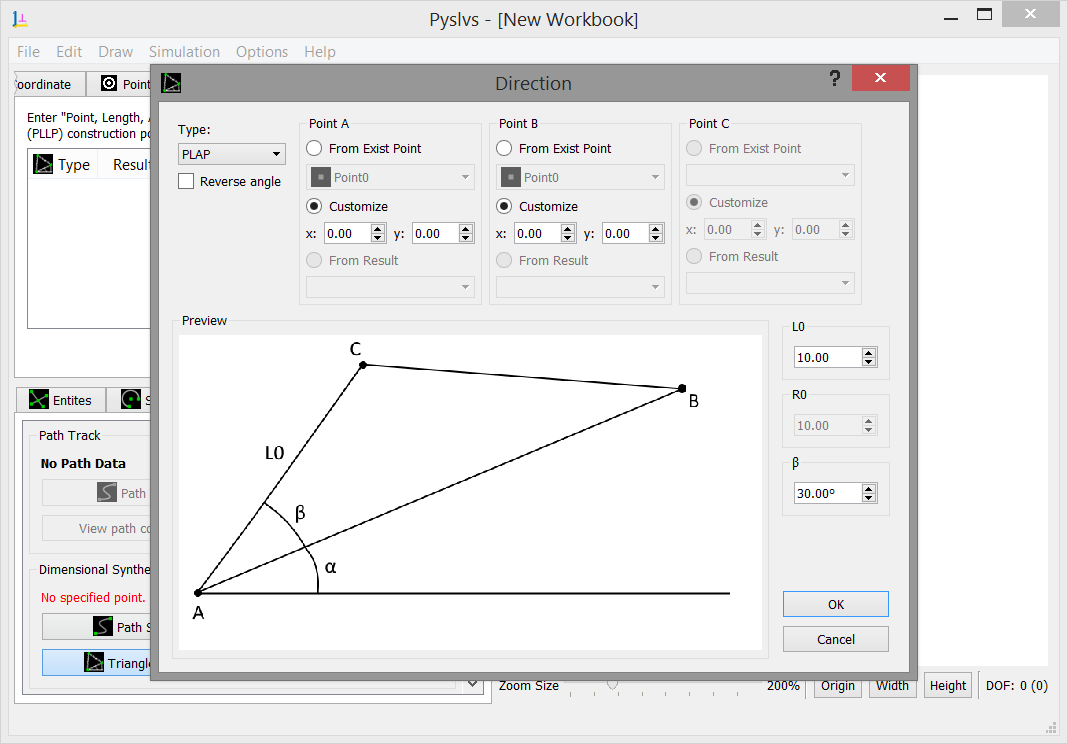 Pyslvs - [New Workbook]
File Edit Draw Simulation Options Help
oordinate Point
Enter "Point, Length,
(PLLP) construction po
Type Result
Direction
?
Type:
PLAP
Reverse angle
Point A
From Exist Point
Point0
Customize
x: 0.00 y: 0.00
From Result
Point B
From Exist Point
Point0
Customize
x: 0.00 y: 0.00
From Result
Point C
From Exist Point
Customize
x: 0.00 y: 0.00
From Result
Preview
C
B
L0
β
α
A
L0
10.00
R0
10.00
β
30.00°
OK
Cancel
Entites S
Path Track
No Path Data
Path
View path co
Dimensional Synthe
No specified point.
Path S
Triangle
Zoom Size 200% Origin Width Height DOF: 0 (0)